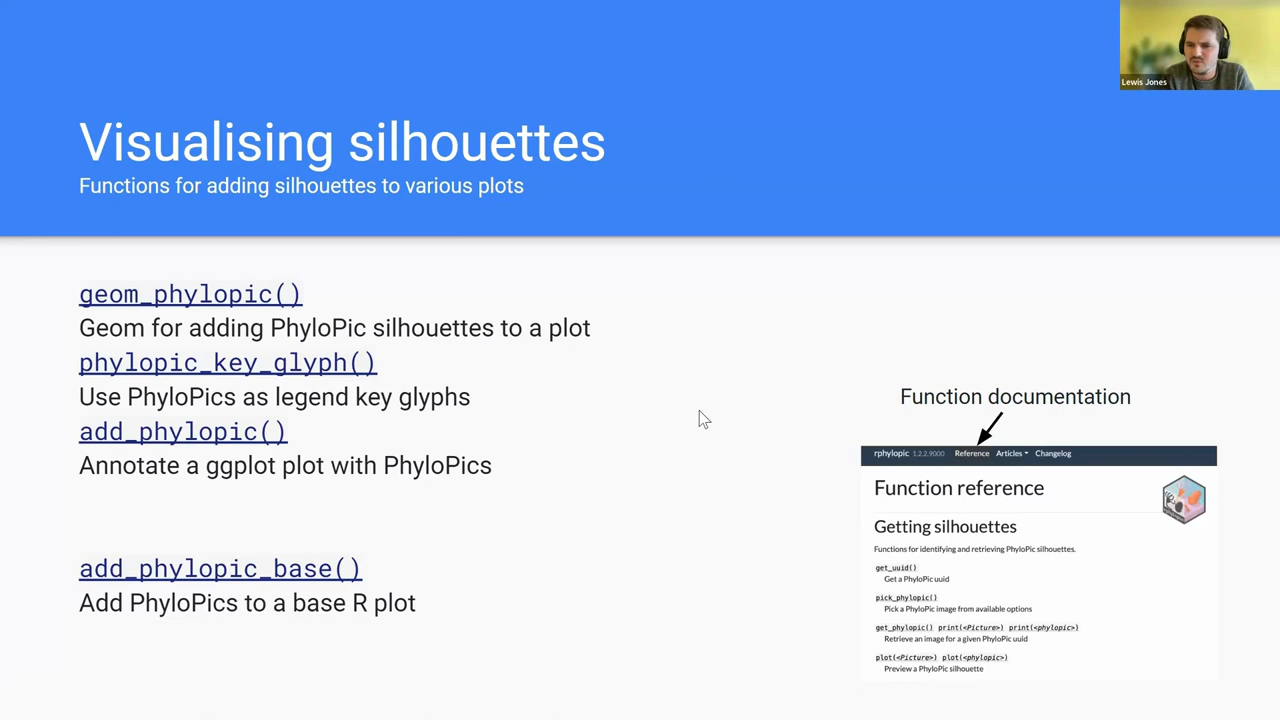 Lewis Jones
Visualising silhouettes
Functions for adding silhouettes to various plots
geom_phylopic()
Geom for adding PhyloPic silhouettes to a plot
phylopic_key_glyph()
Use PhyloPics as legend key glyphs
add_phylopic()
Annotate a ggplot plot with PhyloPics
add_phylopic_base()
Add PhyloPics to a base R plot
Function documentation
rphylopic 1.2.2.9000 Reference Articles Changelog
Function reference
Getting silhouettes
Functions for identifying and retrieving PhyloPic silhouettes.
get_uuid()
Get a PhyloPic uuid
pick_phylopic()
Pick a PhyloPic image from available options
get_phylopic() print(<Picture>) print(<phylopic>)
Retrieve an image for a given PhyloPic uuid
plot(<Picture>) plot(<phylopic>)
Preview a PhyloPic silhouette